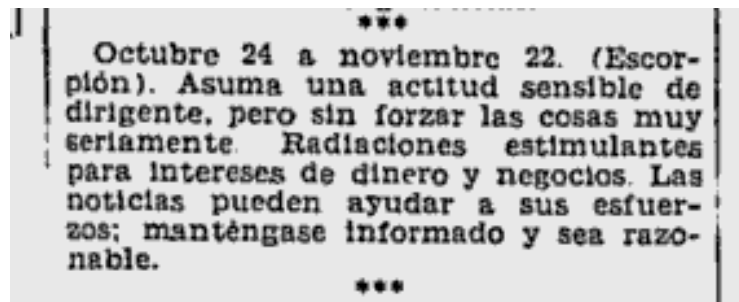 ***
Octubre 24 a noviembre 22. (Escor-
pión). Asuma una actitud sensible de
dirigente, pero sin forzar las cosas muy
seriamente. Radiaciones estimulantes
para intereses de dinero y negocios. Las
noticias pueden ayudar a sus esfuer-
zos; manténgase informado y sea razo-
nable.
***